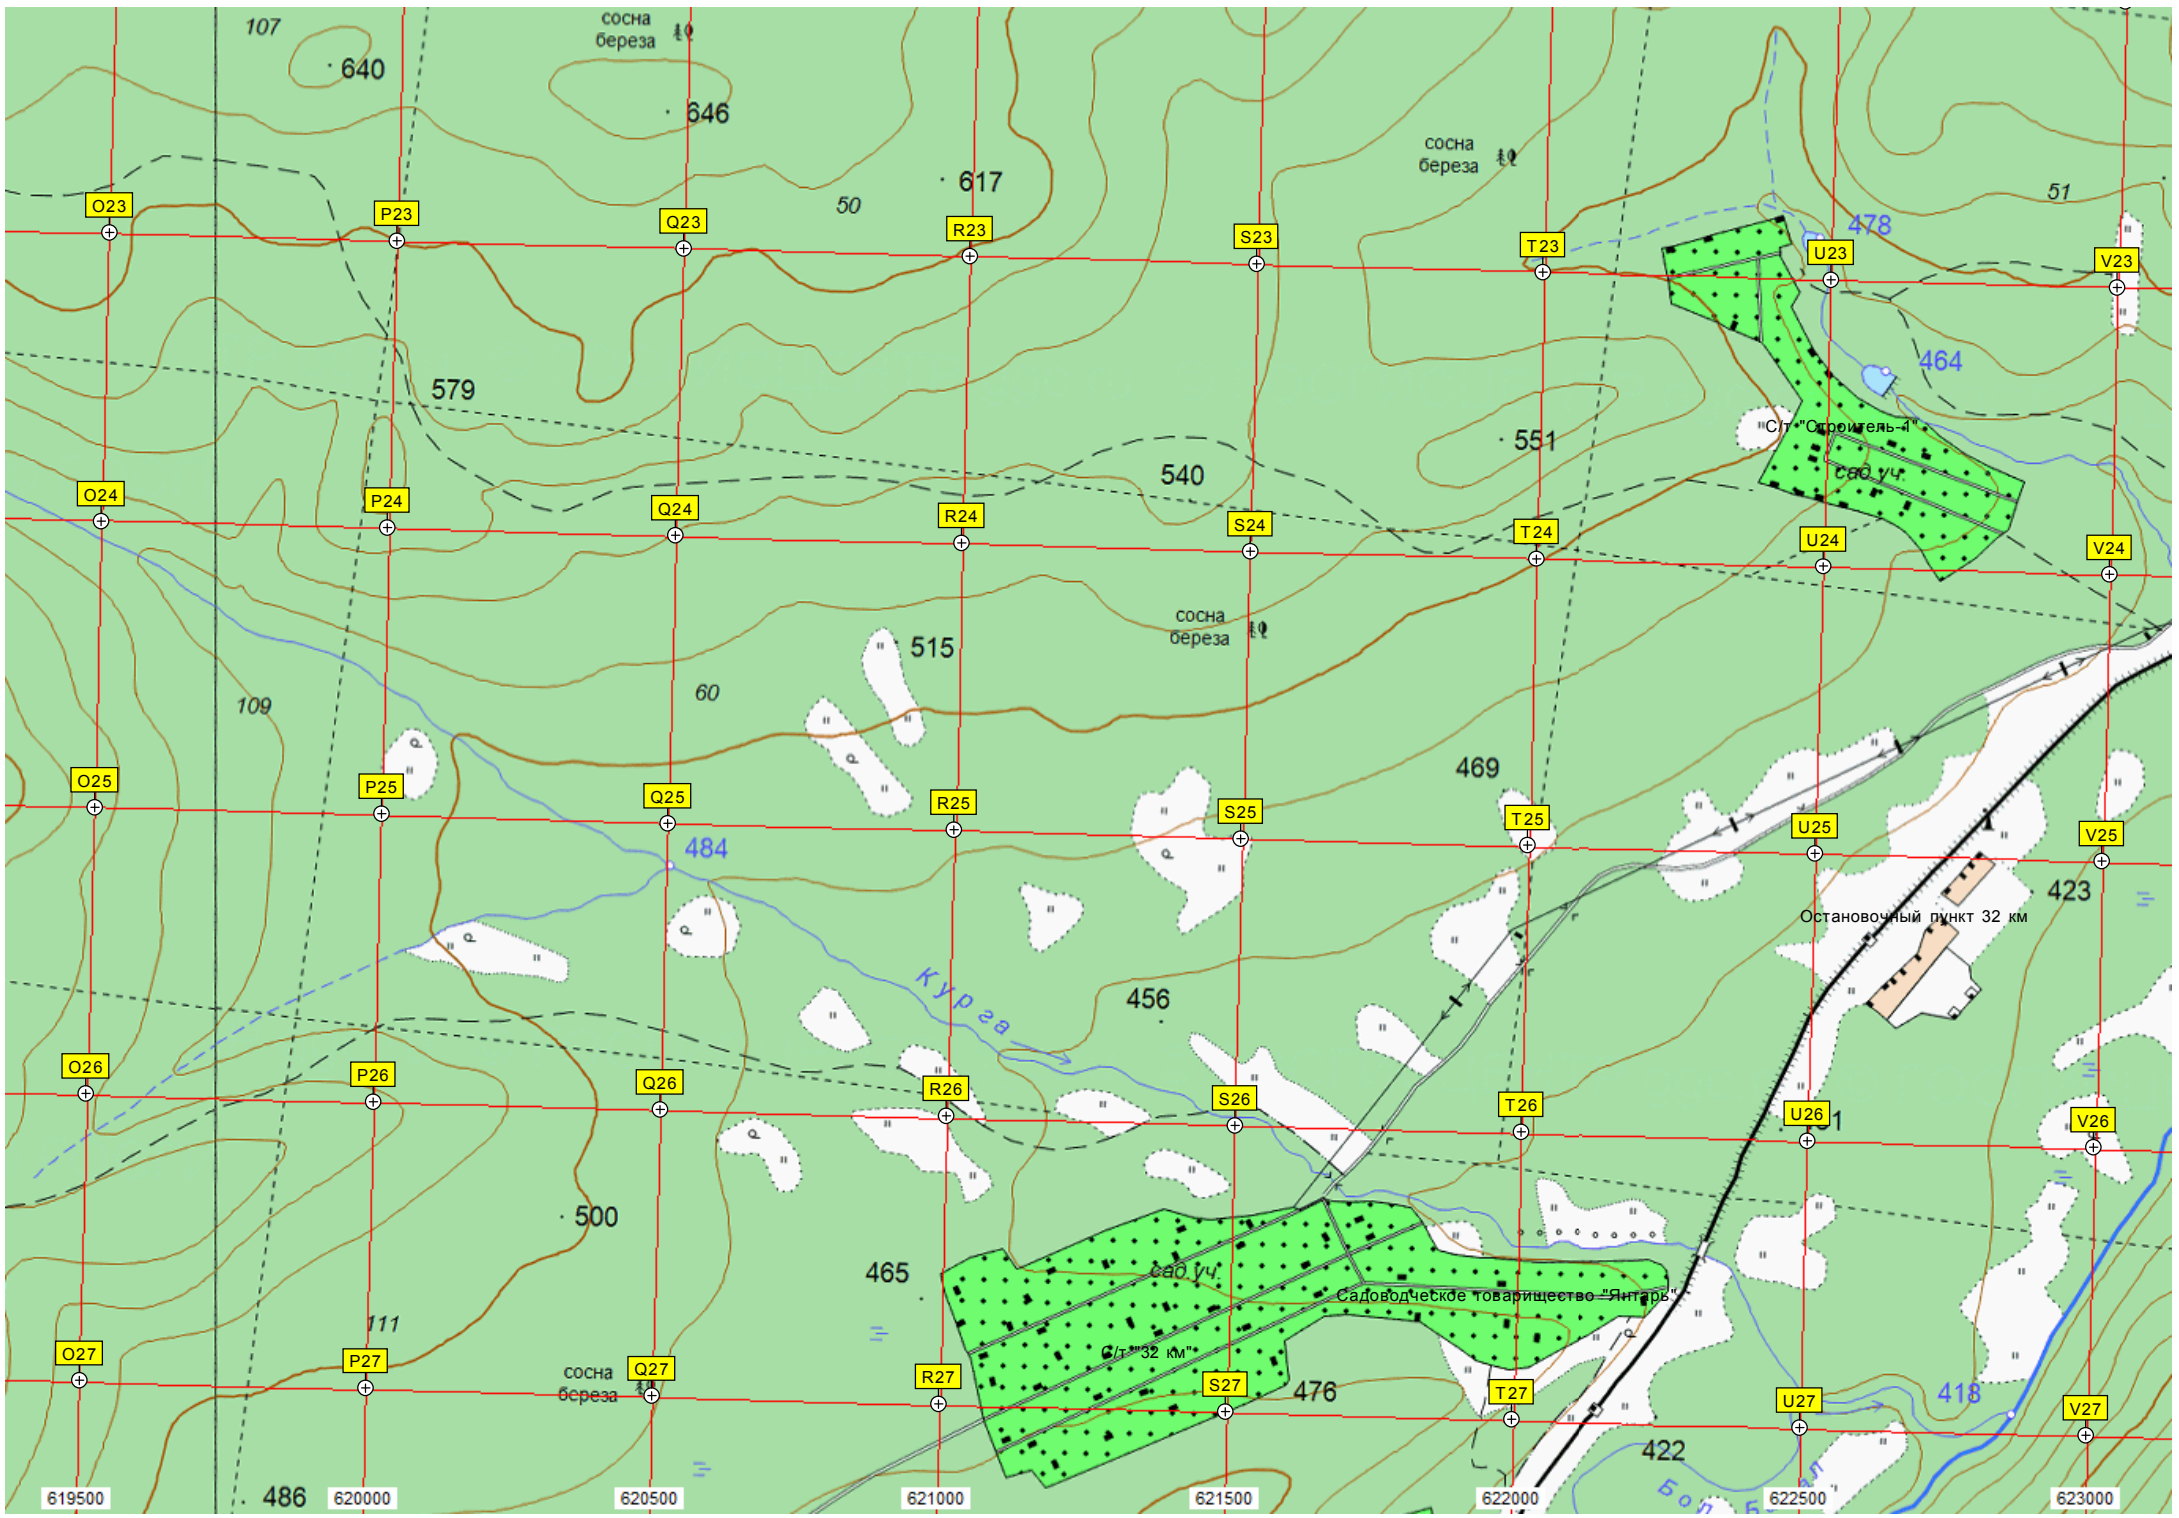 107
сосна
береза
640
646
617
50
сосна
береза
51
478
O23
P23
Q23
R23
S23
T23
U23
V23
464
579
С/т "Строитель-1"
551
540
сад.уч.
O24
P24
Q24
R24
S24
T24
U24
V24
сосна
береза
515
60
109
469
O25
P25
Q25
R25
S25
T25
U25
V25
484
423
Остановочный пункт 32 км
456
Курга
O26
P26
Q26
R26
S26
T26
U26
V26
500
465
сад.уч.
Садоводческое товарищество "Янтарь"
111
С/т "32 км"
O27
P27
Q27
R27
S27
T27
U27
V27
сосна
береза
476
418
422
486
Бол.
619500
620000
620500
621000
621500
622000
622500
623000